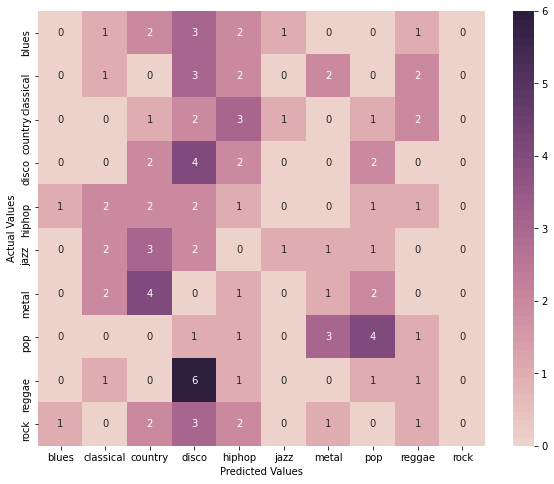 blues 0 1 2 3 2 1 0 0 1 0
classical 0 1 0 3 2 0 2 0 2 0
country 0 0 1 2 3 1 0 1 2 0
disco 0 0 2 4 2 0 0 2 0 0
hiphop 1 2 2 2 1 0 0 1 1 0
jazz 0 2 3 2 0 1 1 1 0 0
metal 0 2 4 0 1 0 1 2 0 0
pop 0 0 0 1 1 0 3 4 1 0
reggae 0 1 0 6 1 0 0 1 1 0
rock 1 0 2 3 2 0 1 0 1 0
blues classical country disco hiphop jazz metal pop reggae rock
Predicted Values
Actual Values
6
5
4
3
2
1
0